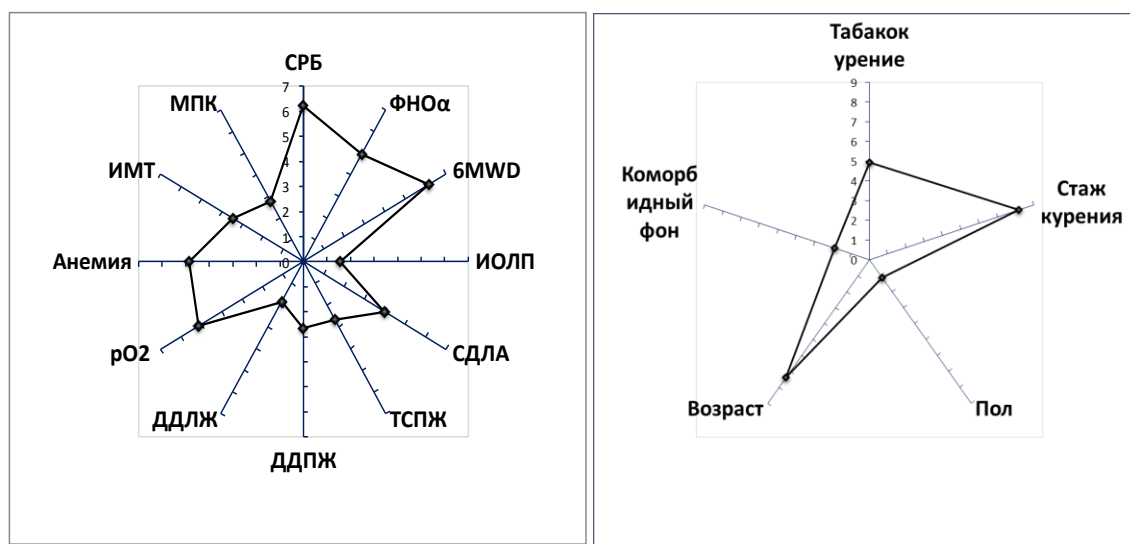 СРБ
ФНОα
6MWD
ИОЛП
СДЛА
ТСПЖ
ДДПЖ
ДДЛЖ
рО2
Анемия
ИМТ
МПК
7
6
5
4
3
2
1
0
Табакок
урение
Стаж
курения
Пол
Возраст
Коморб
идный
фон
9
8
7
6
5
4
3
2
1
0